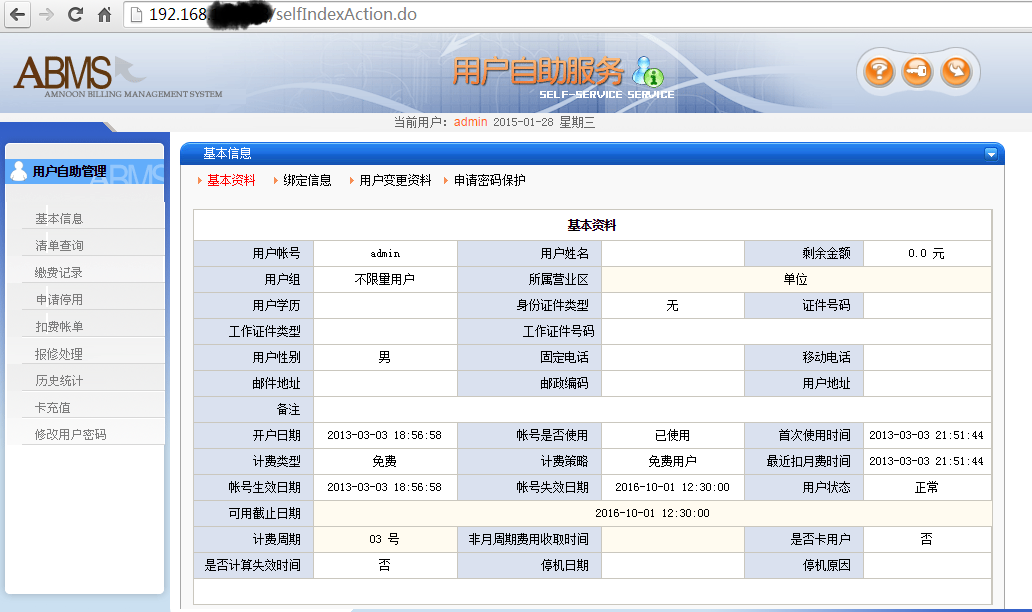 192.168. /selfIndexAction.do
ABMS
AMNOON BILLING MANAGEMENT SYSTEM
用户自助服务
SELF-SERVICE SERVICE
当前用户：admin 2015-01-28 星期三
用户自助管理
ABMS
基本信息
清单查询
缴费记录
申请停用
扣费帐单
报修处理
历史统计
卡充值
修改用户密码
基本信息
基本资料 绑定信息 用户变更资料 申请密码保护
基本资料
用户帐号 admin 用户姓名 剩余金额 0.0 元
用户组 不限量用户 所属营业区 单位
用户学历 身份证件类型 无 证件号码
工作证件类型 工作证件号码
用户性别 男 固定电话 移动电话
邮件地址 邮政编码 用户地址
备注
开户日期 2013-03-03 18:56:58 帐号是否使用 已使用 首次使用时间 2013-03-03 21:51:44
计费类型 免费 计费策略 免费用户 最近扣月费时间 2013-03-03 21:51:44
帐号生效日期 2013-03-03 18:56:58 帐号失效日期 2016-10-01 12:30:00 用户状态 正常
可用截止日期 2016-10-01 12:30:00
计费周期 03 号 非月周期费用收取时间 是否卡用户 否
是否计算失效时间 否 停机日期 停机原因